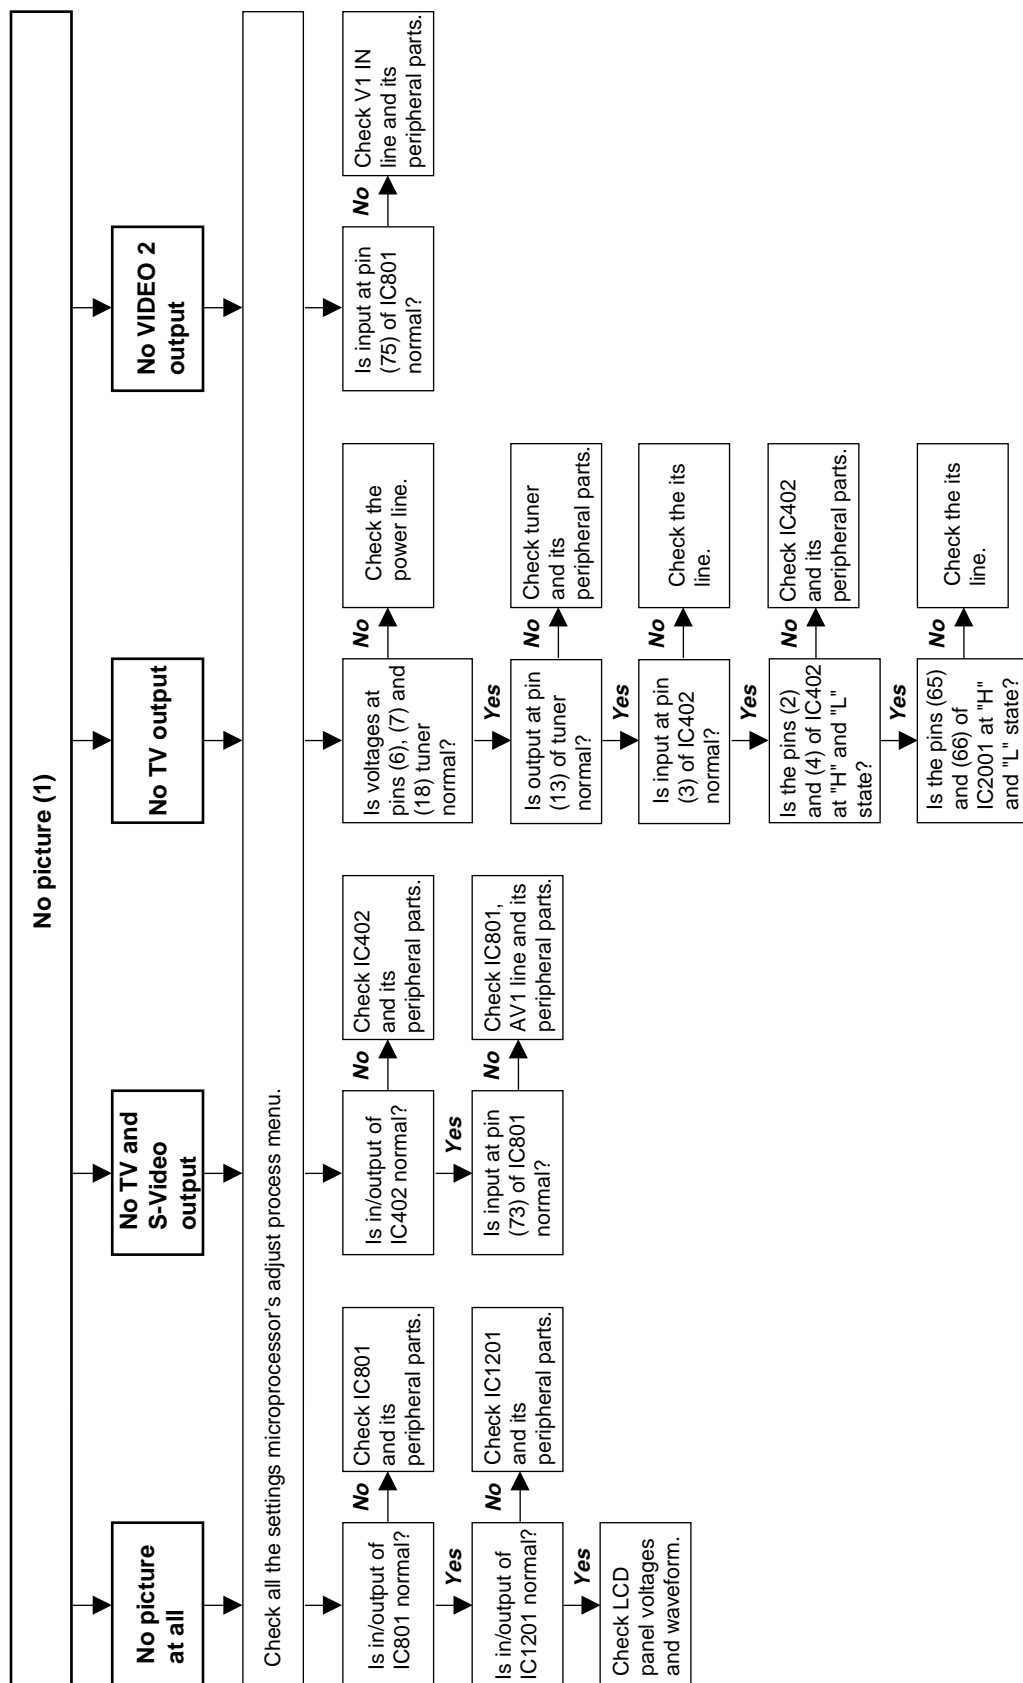 No picture (1)
No picture
at all
No TV and
S-Video
output
No TV output
No VIDEO 2
output
Check all the settings microprocessor's adjust process menu.
Is in/output of
IC801 normal?
No
Check IC801
and its
peripheral parts.
Yes
Is in/output of
IC1201 normal?
No
Check IC1201
and its
peripheral parts.
Yes
Check LCD
panel voltages
and waveform.
Is in/output of
IC402 normal?
No
Check IC402
and its
peripheral parts.
Yes
Is input at pin
(73) of IC801
normal?
No
Check IC801,
AV1 line and its
peripheral parts.
Is voltages at
pins (6), (7) and
(18) tuner
normal?
No
Check the
power line.
Yes
Is output at pin
(13) of tuner
normal?
No
Check tuner
and its
peripheral parts.
Yes
Is input at pin
(3) of IC402
normal?
No
Check the its
line.
Yes
Is the pins (2)
and (4) of IC402
at "H" and "L"
state?
No
Check IC402
and its
peripheral parts.
Yes
Is the pins (65)
and (66) of
IC2001 at "H"
and "L" state?
No
Check the its
line.
Is input at pin
(75) of IC801
normal?
No
Check V1 IN
line and its
peripheral parts.